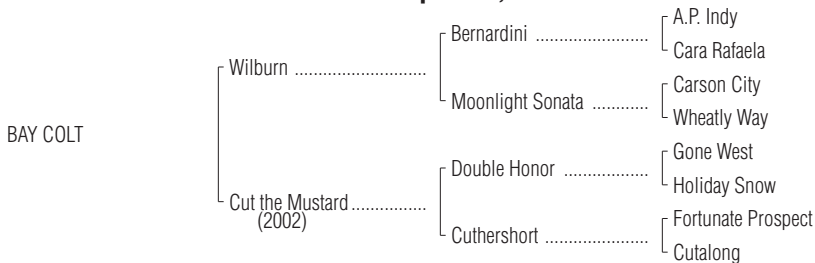 A.P. Indy
Bernardini ............................
Cara Rafaela
Wilburn .................................
Carson City
Moonlight Sonata ..............
Wheatly Way
BAY COLT
Gone West
Double Honor .....................
Holiday Snow
Cut the Mustard ..................
(2002)
Fortunate Prospect
Cuthershort ..........................
Cutalong